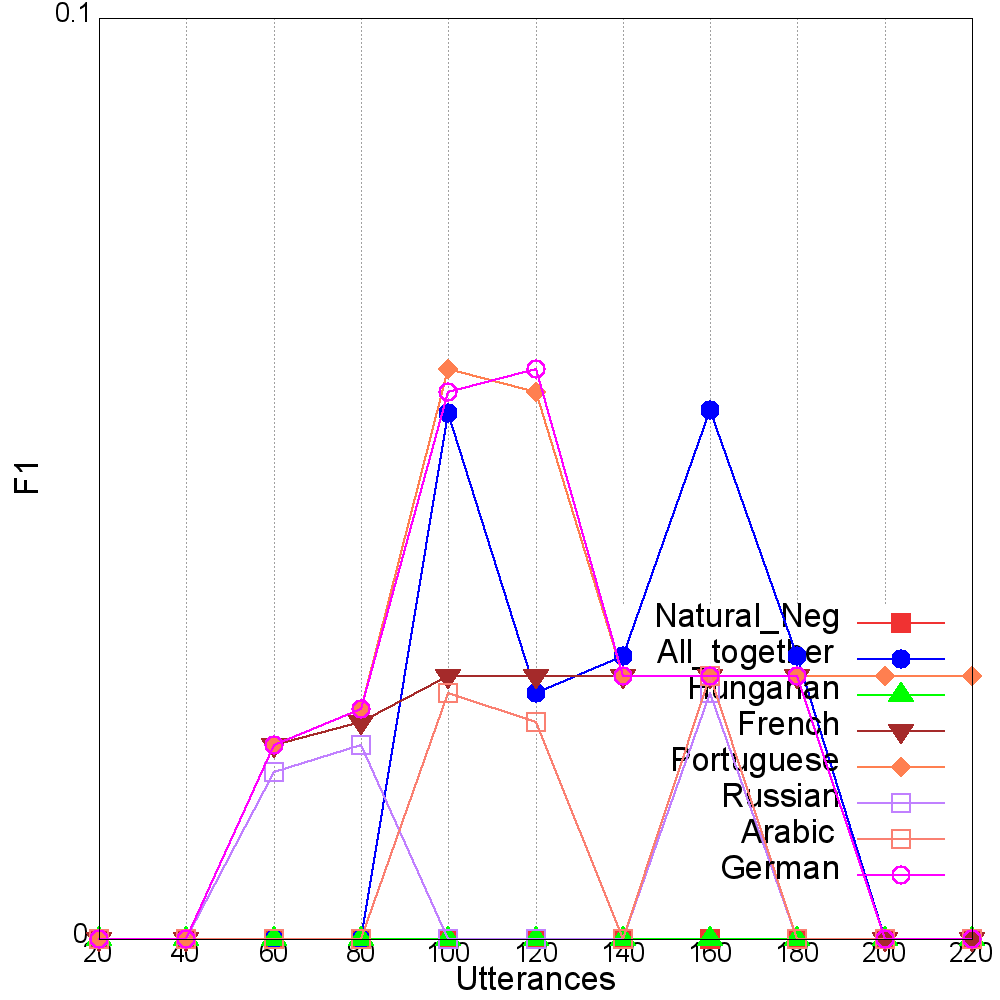 0.1
F1
Natural_Neg
All_together
Hungarian
French
Portuguese
Russian
Arabic
German
0
20 40 60 80 100 120 140 160 180 200 220
Utterances